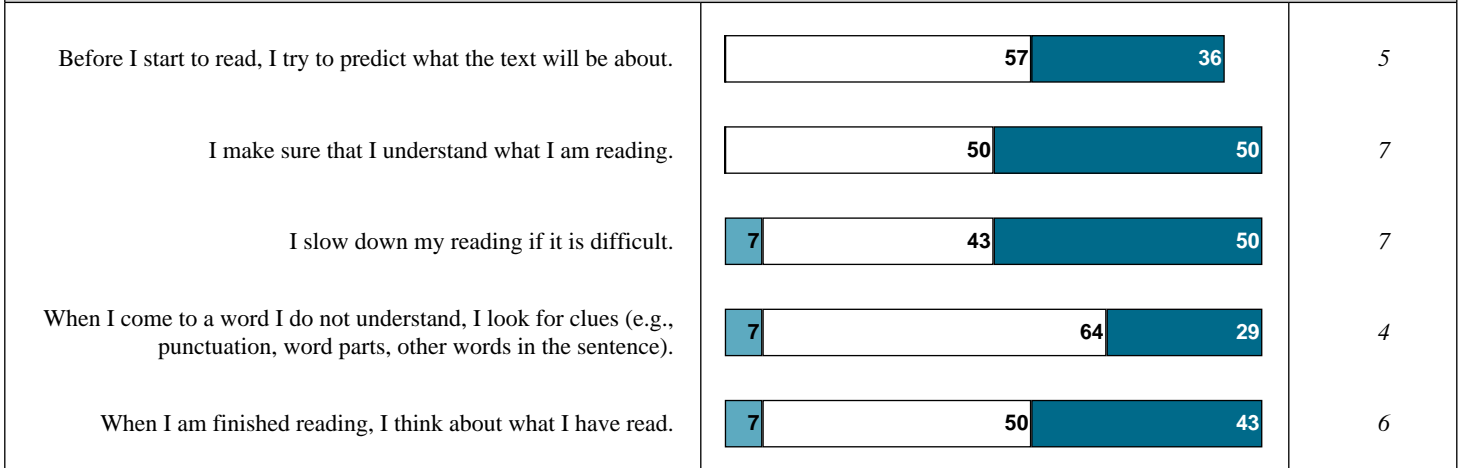 Before I start to read, I try to predict what the text will be about. 57 36 5
I make sure that I understand what I am reading. 50 50 7
I slow down my reading if it is difficult. 7 43 50 7
When I come to a word I do not understand, I look for clues (e.g.,
punctuation, word parts, other words in the sentence). 7 64 29 4
When I am finished reading, I think about what I have read. 7 50 43 6